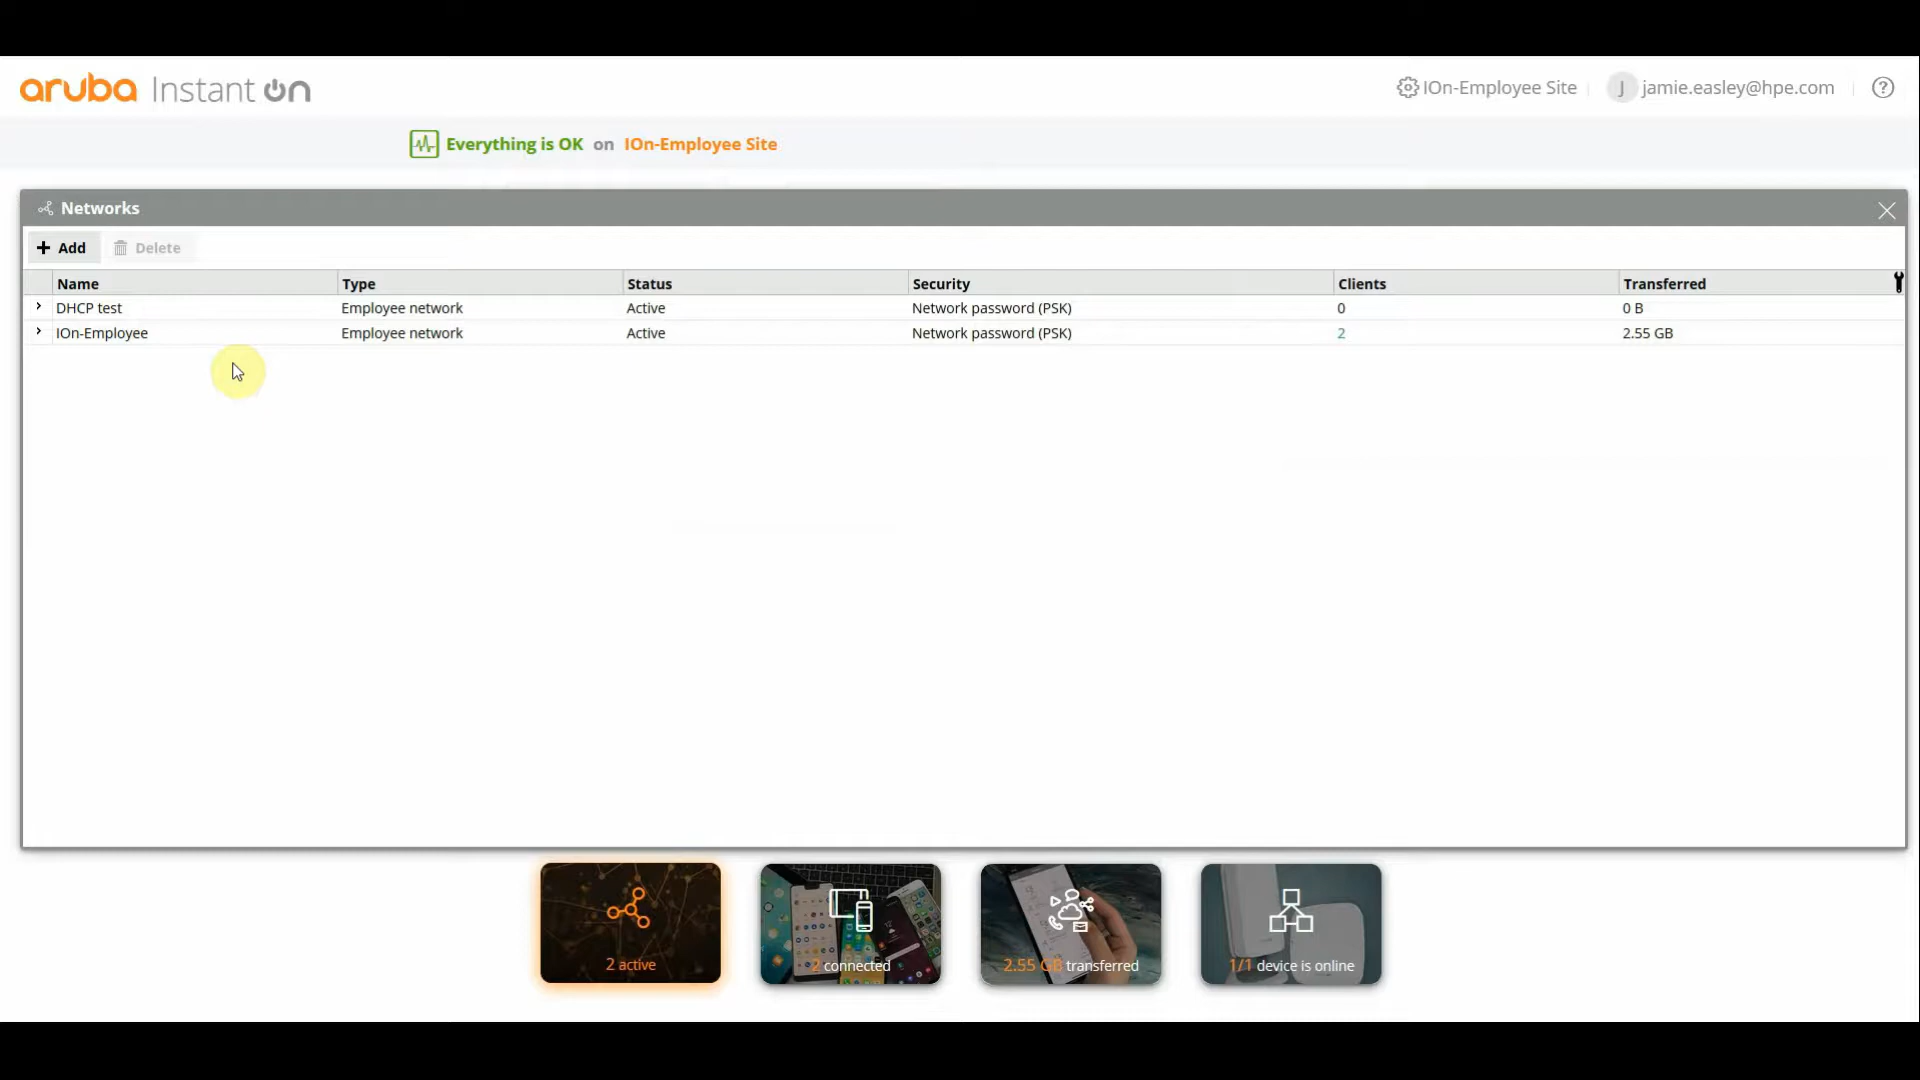 aruba Instant On
IOn-Employee Site
J jamie.easley@hpe.com ?
Everything is OK on IOn-Employee Site
Networks
+ Add Delete
Name Type Status Security Clients Transferred
DHCP test Employee network Active Network password (PSK) 0 0 B
IOn-Employee Employee network Active Network password (PSK) 2 2.55 GB
2 active
2 connected
2.55 GB transferred
1/1 device is online